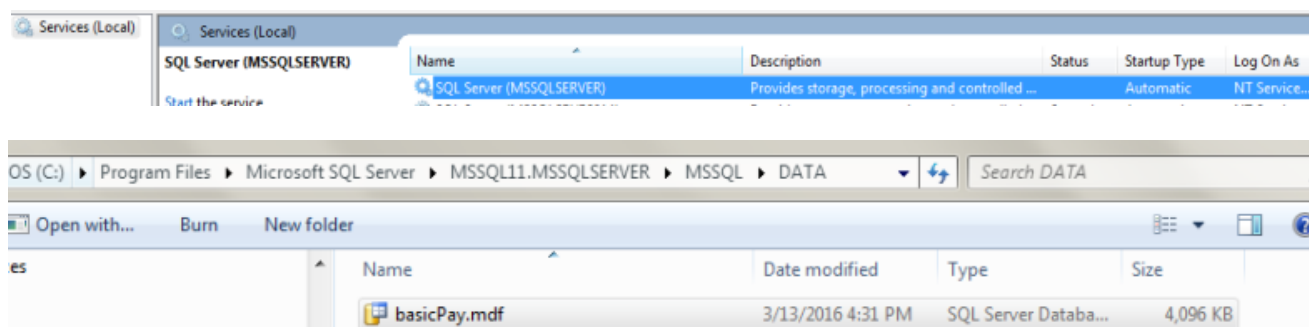 Services (Local)
Services (Local)
SQL Server (MSSQLSERVER)
Name Description Status Startup Type Log On As
SQL Server (MSSQLSERVER) Provides storage, processing and controlled ... Automatic NT Service...
Start the service
OS (C:) Program Files Microsoft SQL Server MSSQL11.MSSQLSERVER MSSQL DATA Search DATA
Open with... Burn New folder
es Name Date modified Type Size
basicPay.mdf 3/13/2016 4:31 PM SQL Server Databa... 4,096 KB